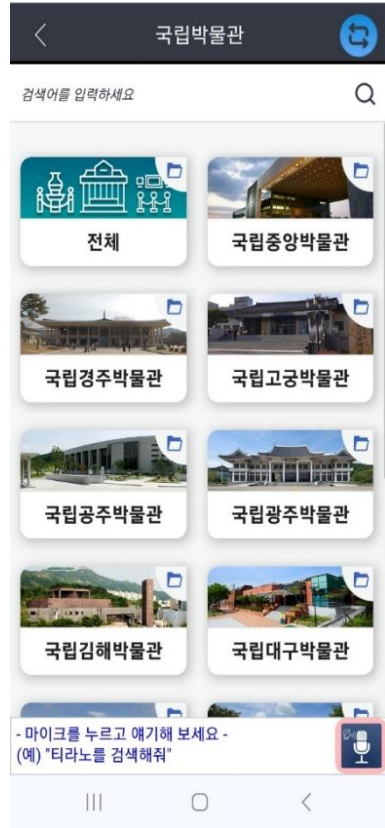 국립박물관
검색어를 입력하세요
전체
국립중앙박물관
국립경주박물관
국립고궁박물관
국립공주박물관
국립광주박물관
국립김해박물관
국립대구박물관
- 마이크를 누르고 얘기해 보세요 -
(예) "티라노를 검색해줘"